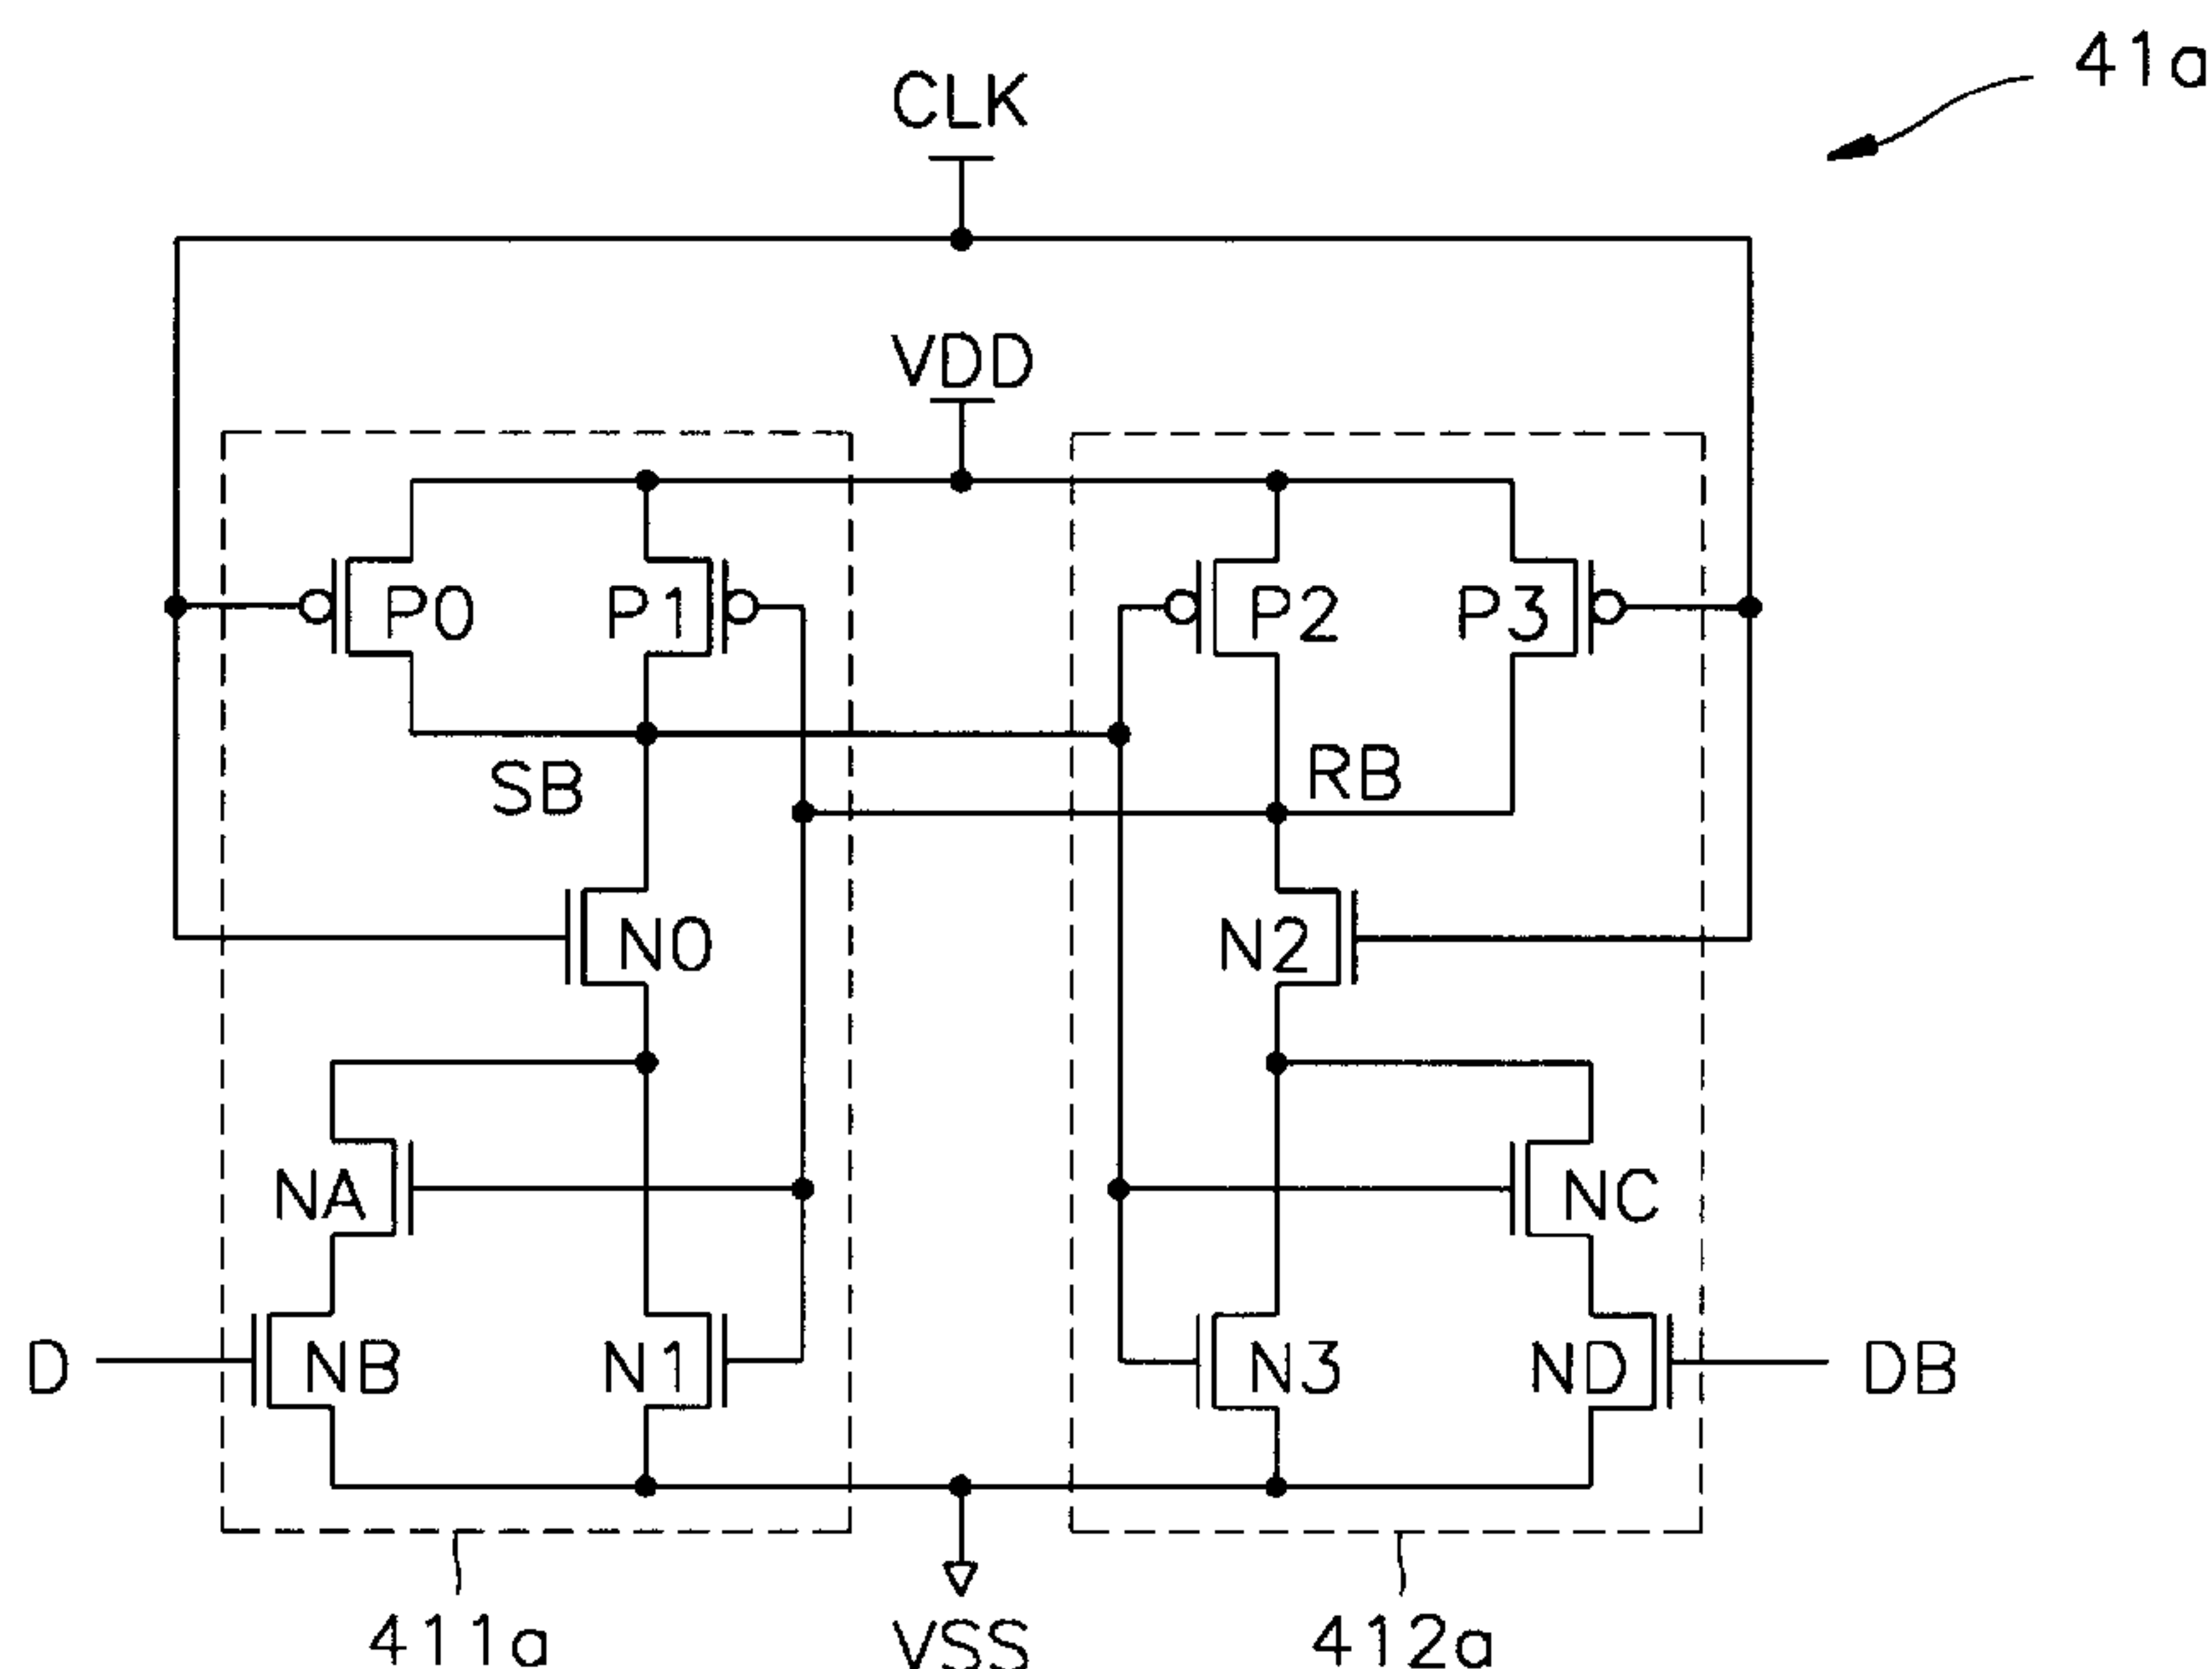 41a
CLK
VDD
P0
P1
P2
P3
SB
RB
N0
N2
NA
NC
D
NB
N1
N3
ND
DB
411a
VSS
412a